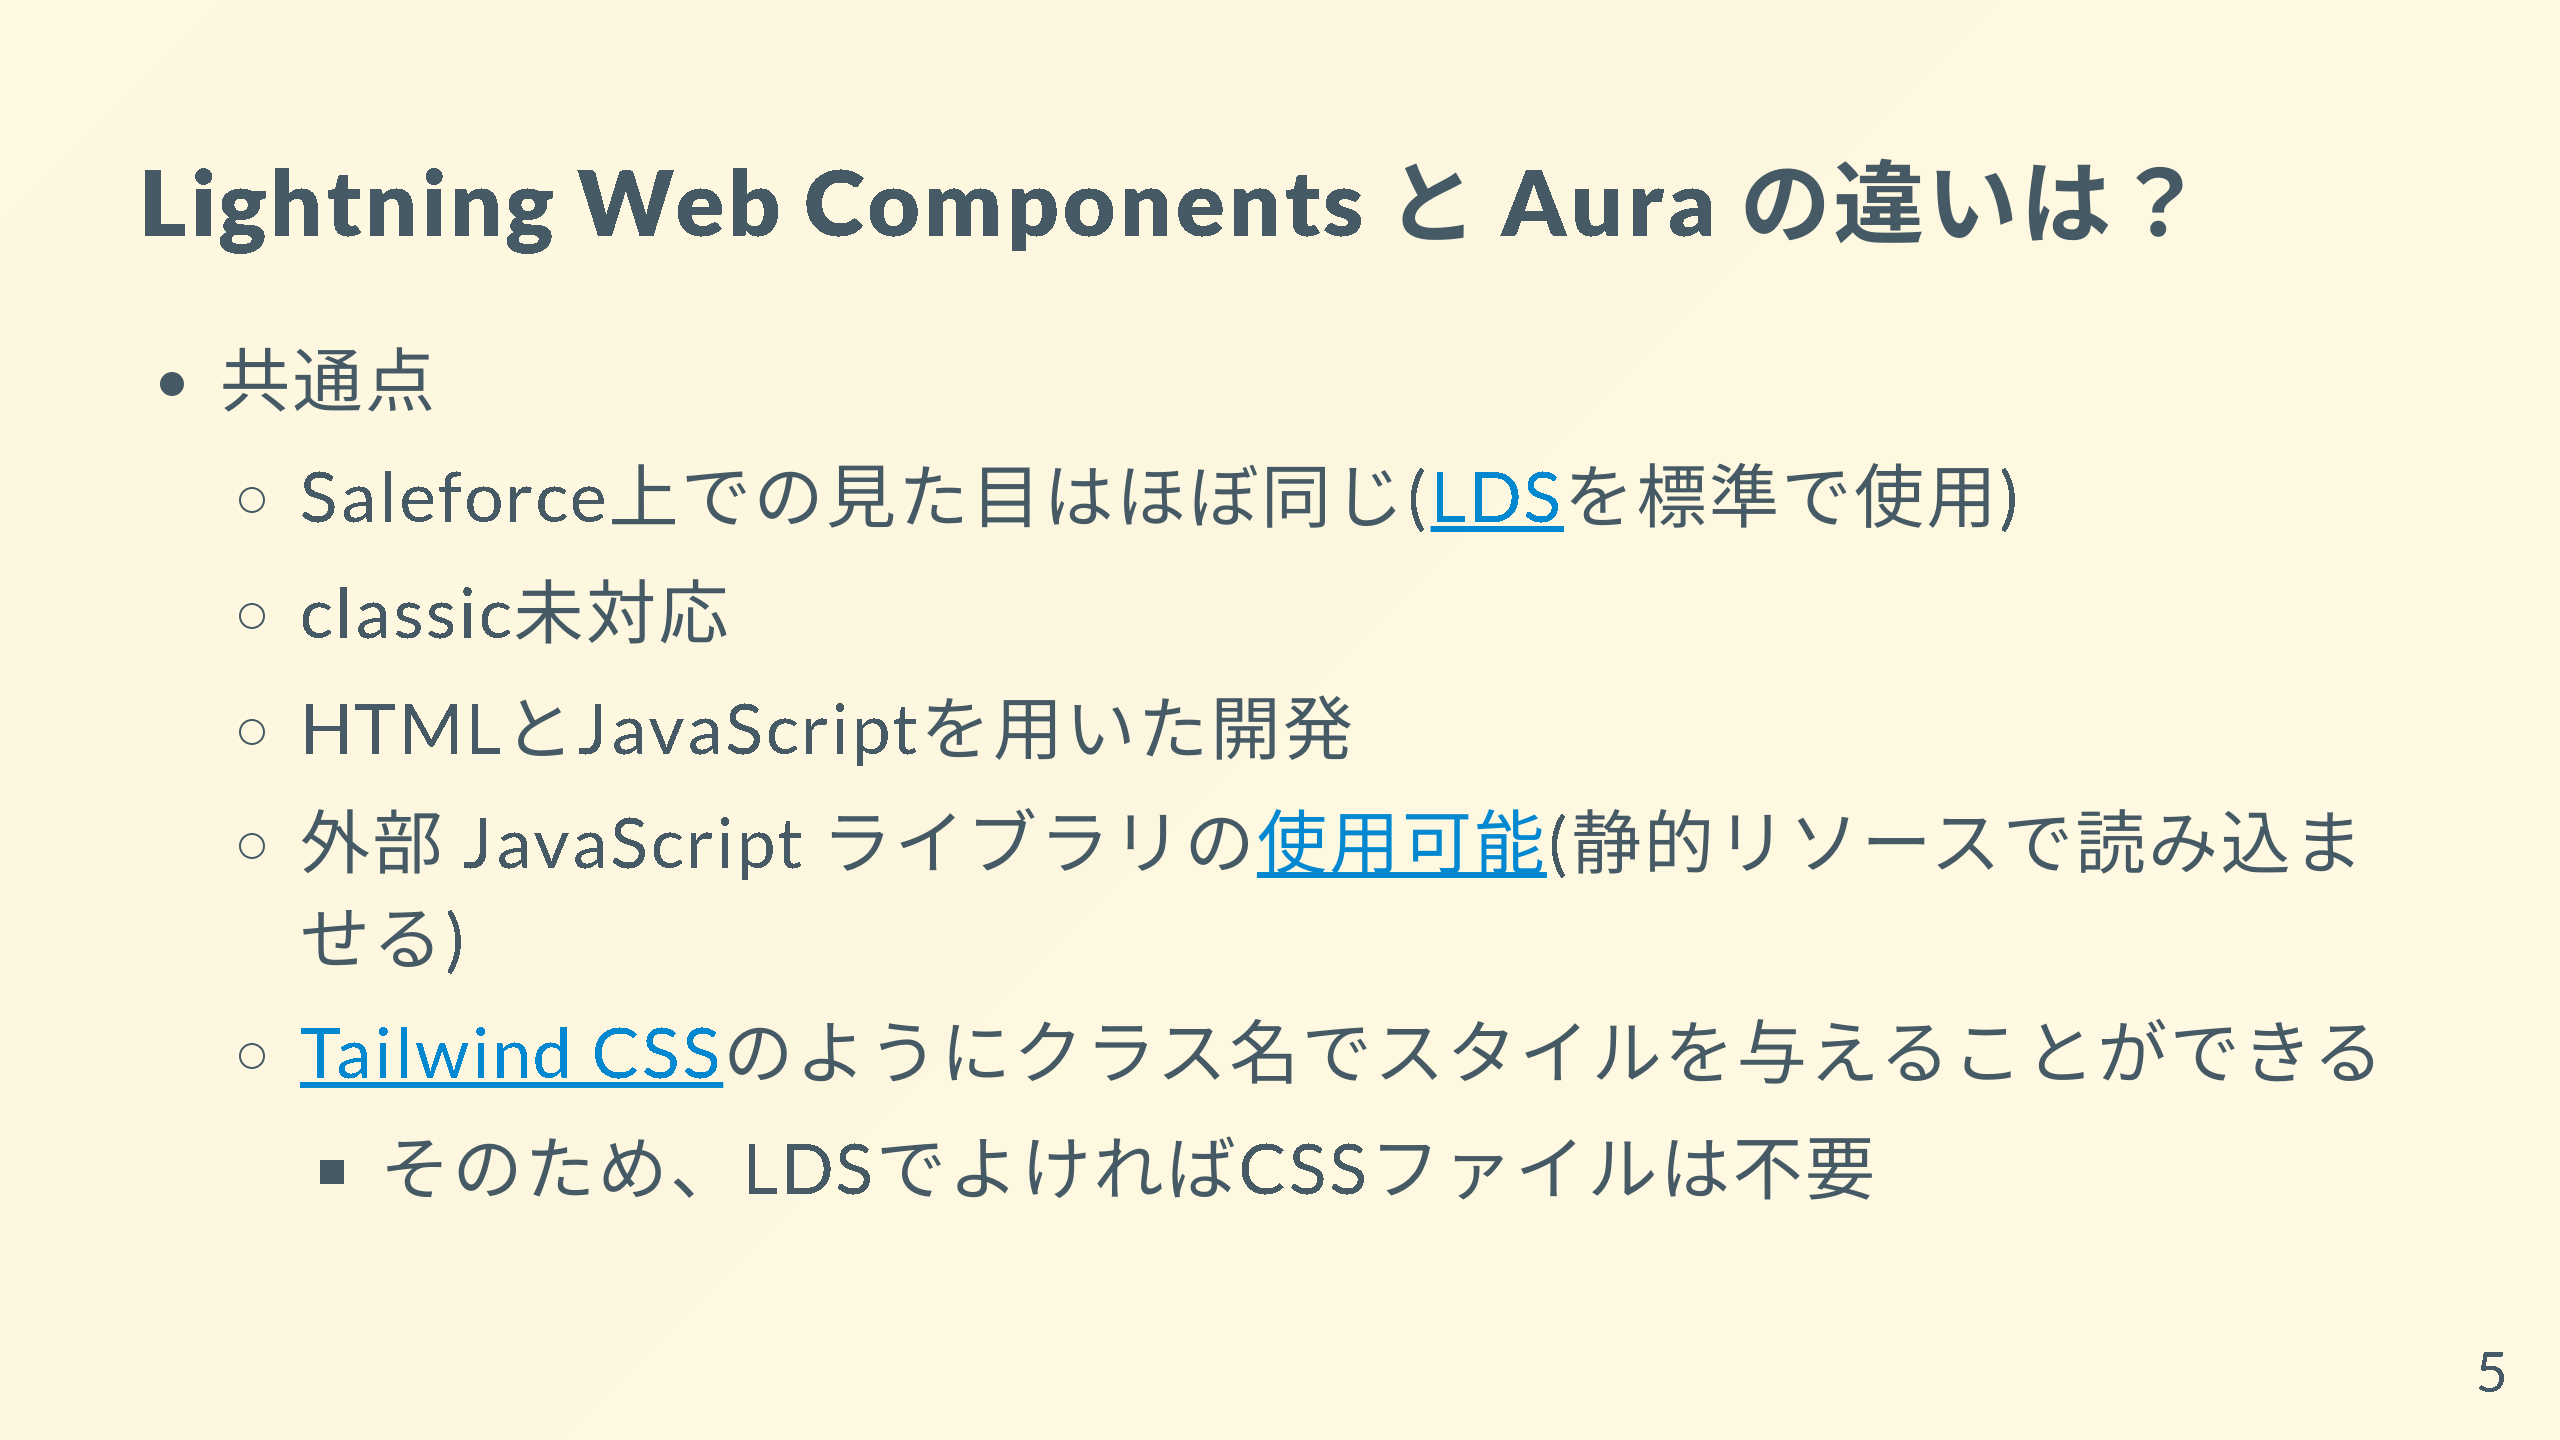 Lightning Web Components と Aura の違いは？
共通点
Saleforce上での見た目はほぼ同じ(LDSを標準で使用)
classic未対応
HTMLとJavaScriptを用いた開発
外部 JavaScript ライブラリの使用可能(静的リソースで読み込ま
せる)
Tailwind CSSのようにクラス名でスタイルを与えることができる
そのため、LDSでよければCSSファイルは不要
5